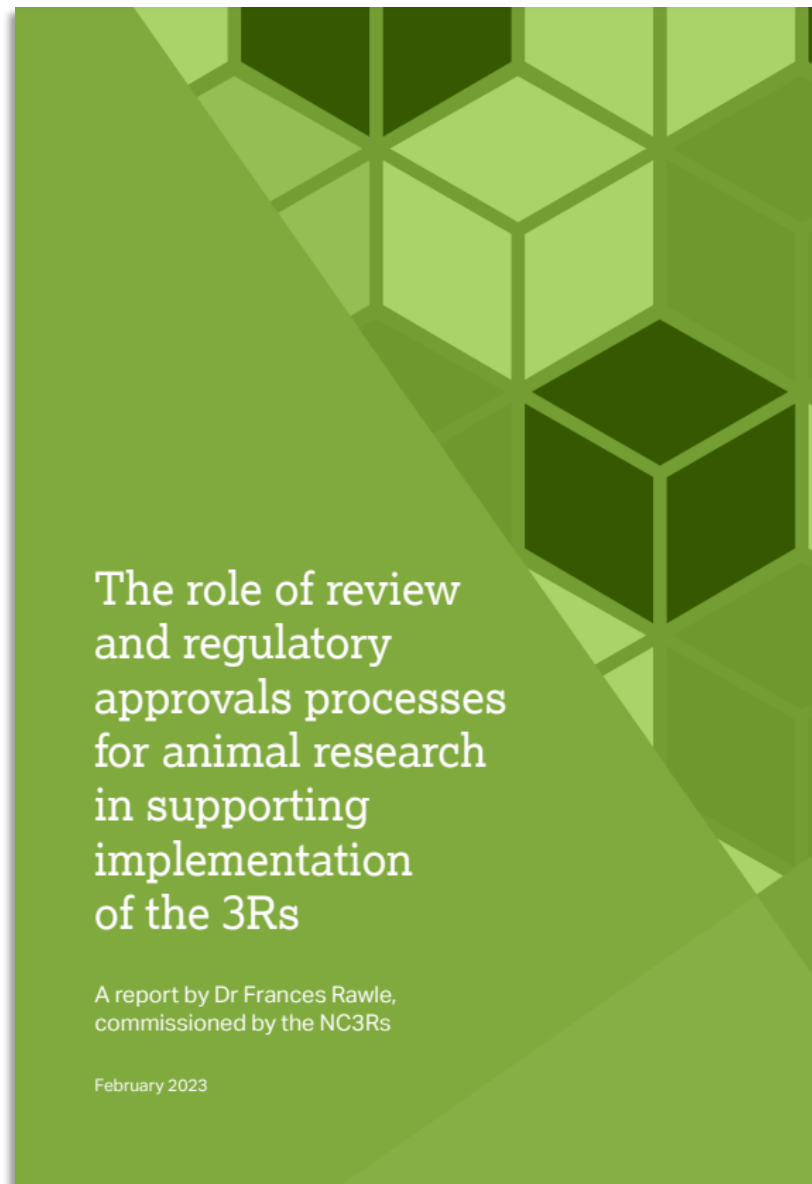 The role of review
and regulatory
approvals processes
for animal research
in supporting
implementation
of the 3Rs
A report by Dr Frances Rawle,
commissioned by the NC3Rs
February 2023